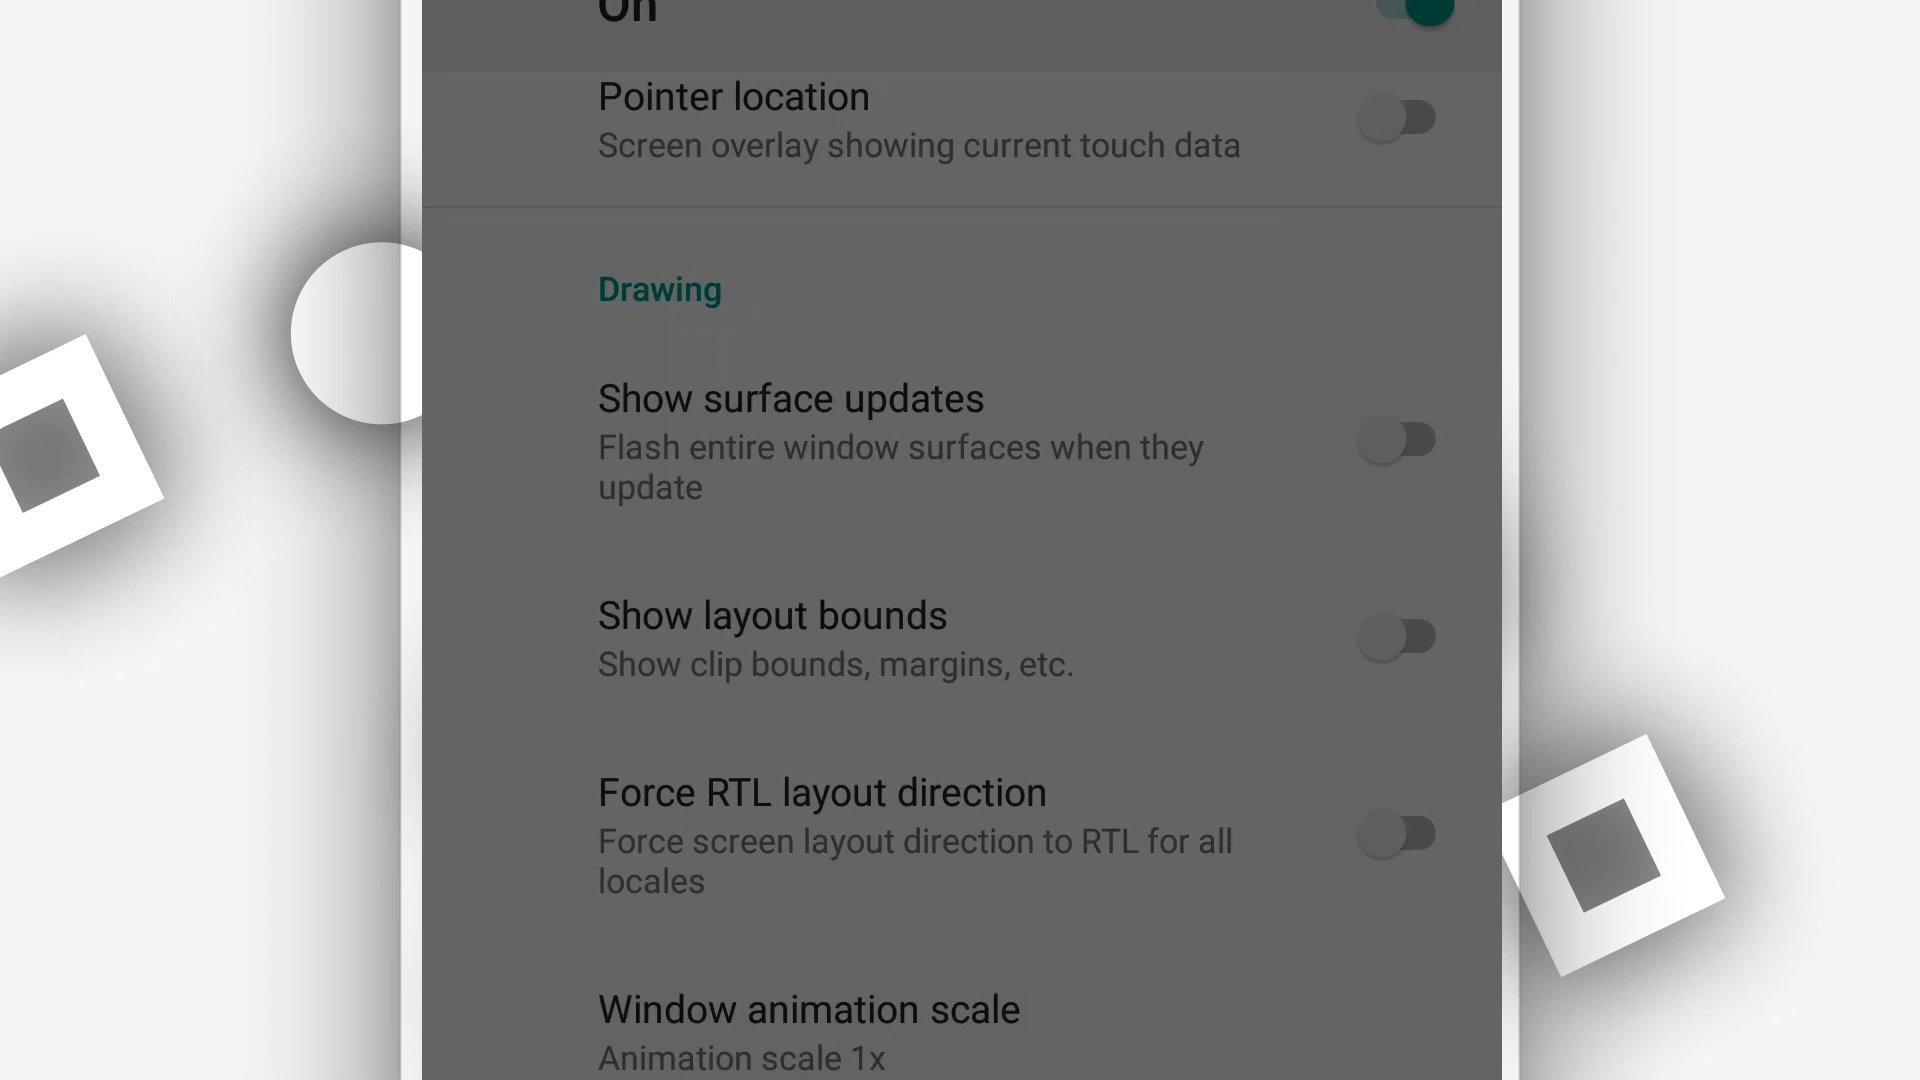 On
Pointer location
Screen overlay showing current touch data
Drawing
Show surface updates
Flash entire window surfaces when they
update
Show layout bounds
Show clip bounds, margins, etc.
Force RTL layout direction
Force screen layout direction to RTL for all
locales
Window animation scale
Animation scale 1x